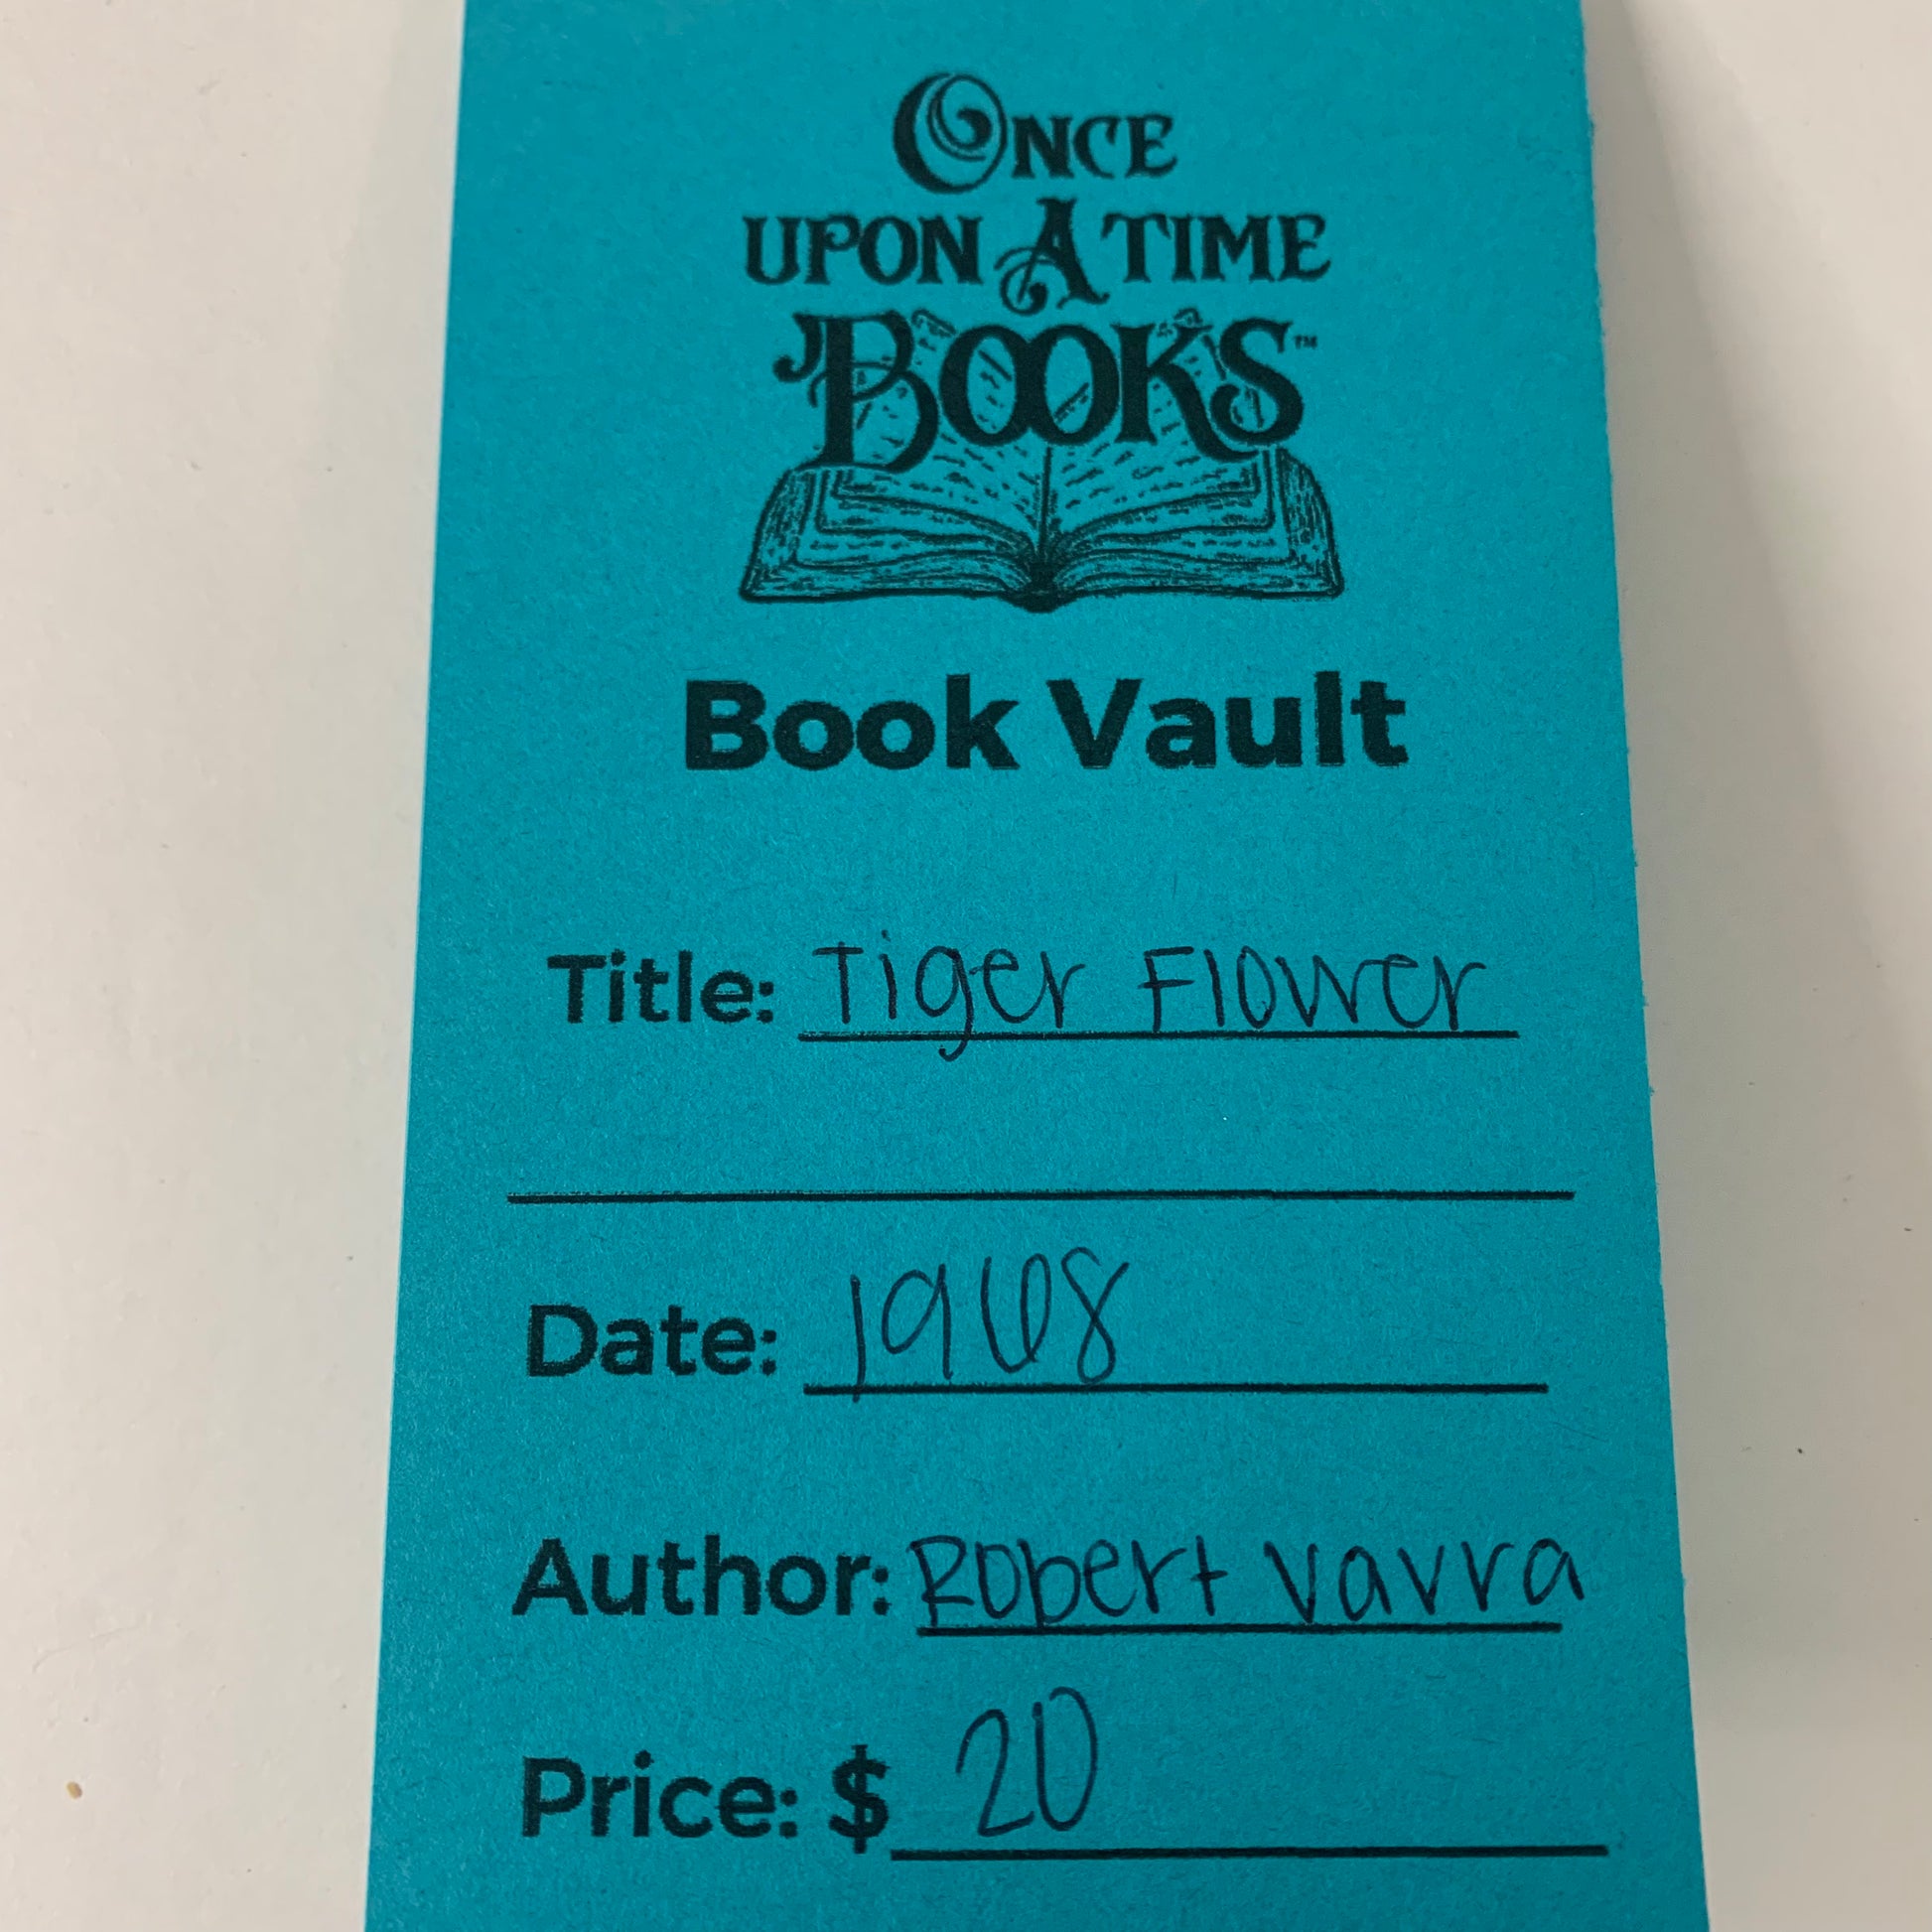 ONCE
UPON A TIME
BOOKS™
Book Vault
Title: Tiger Flower
Date: 1968
Author: Robert Vavra
Price: $ 20